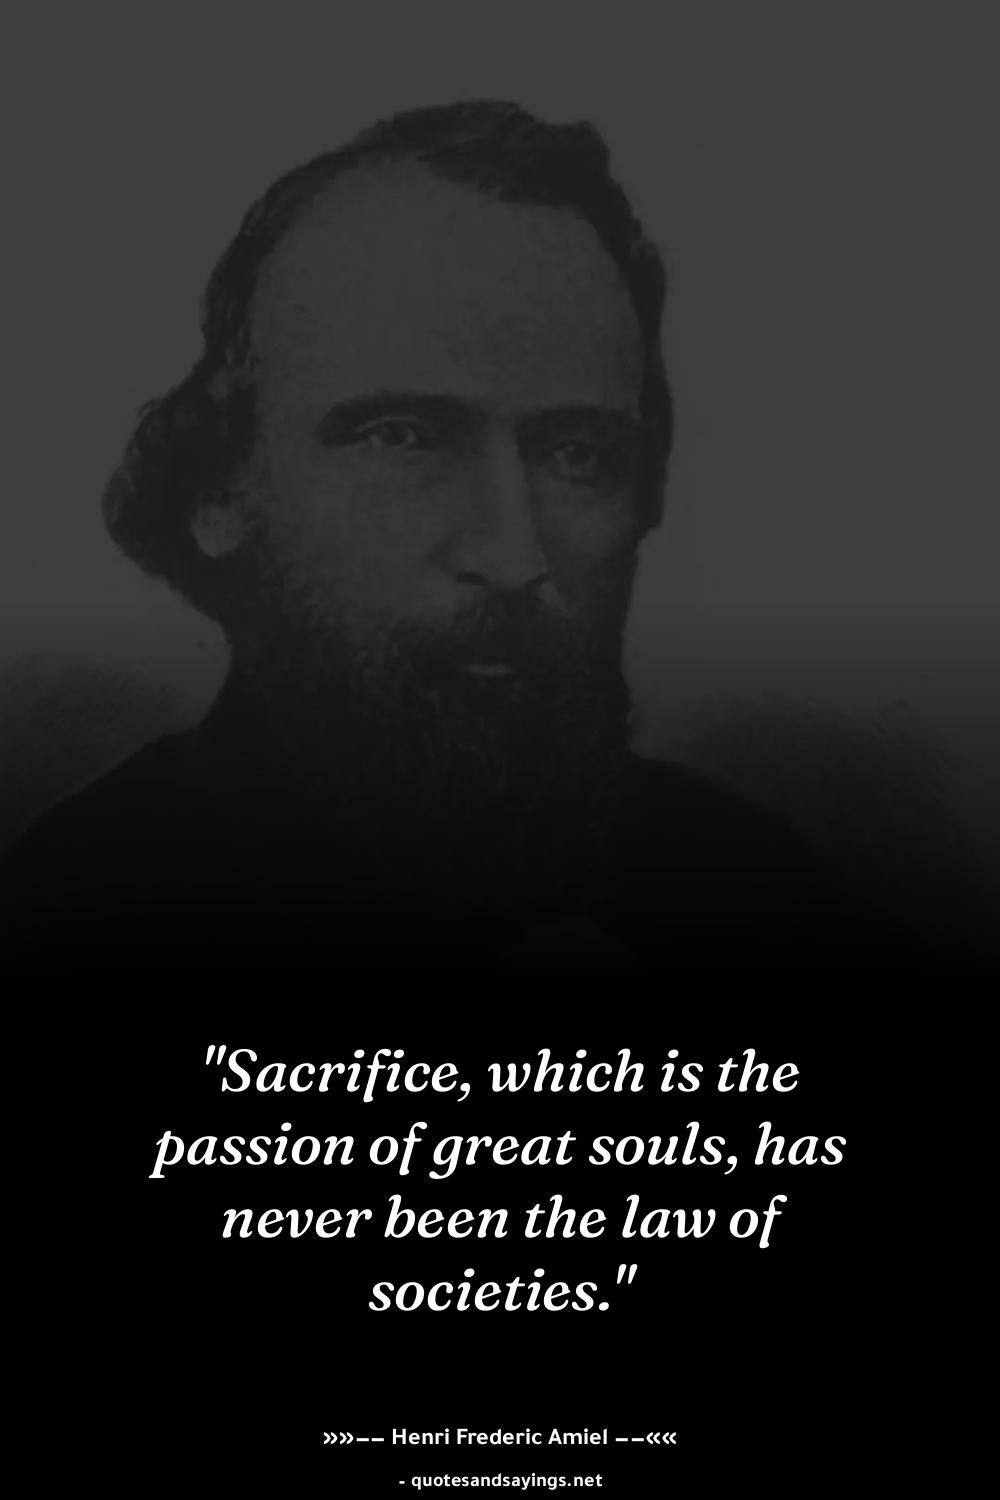 "Sacrifice, which is the
passion of great souls, has
never been the law of
societies."
»»−− Henri Frederic Amiel −−««
- quotesandsayings.net